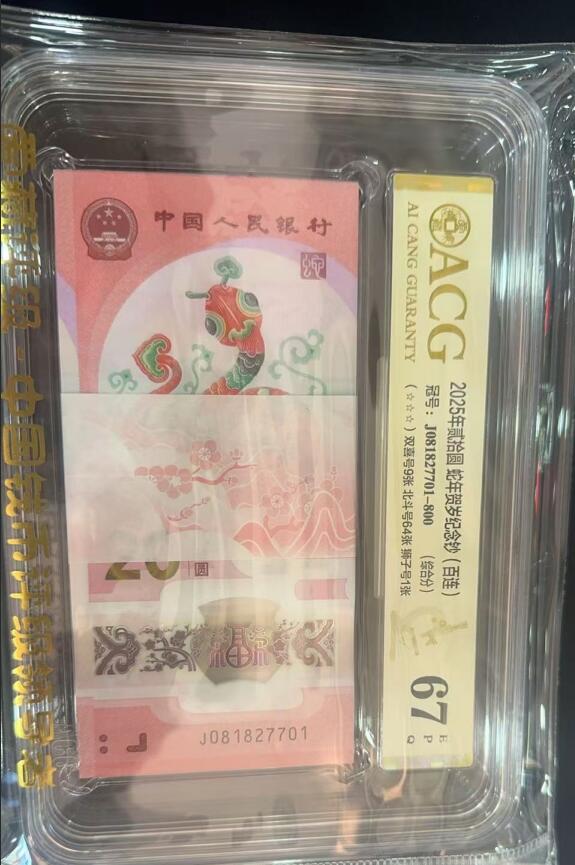 中国人民银行
20
圆
J081827701
ACG
AI CANG GUARANTY
2025年贰拾圆 蛇年贺岁纪念钞（百连）
冠号：J081827701-800 （综合分）
（☆☆☆）双喜号9张 北斗号64张 狮子号1张
67
E
P
Q
评级·中国钱币评级领导者